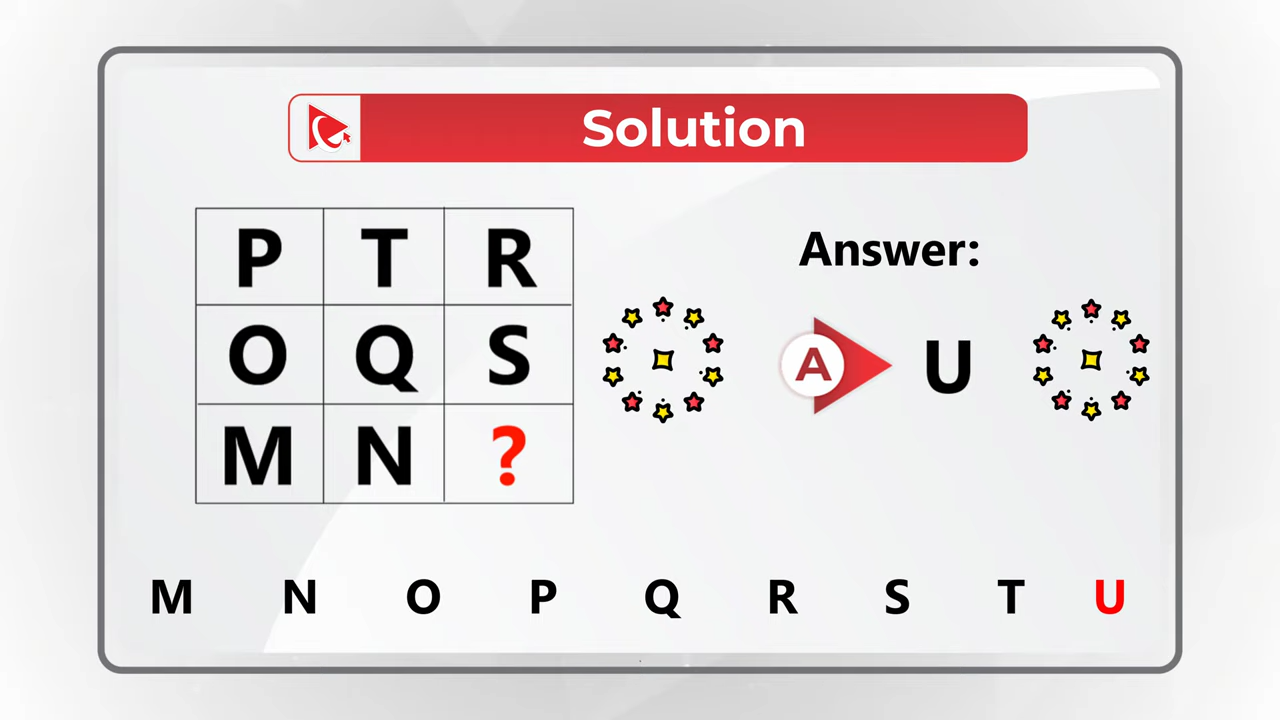 Solution
P T R
O Q S
M N ?
Answer:
A U
M N O P Q R S T U